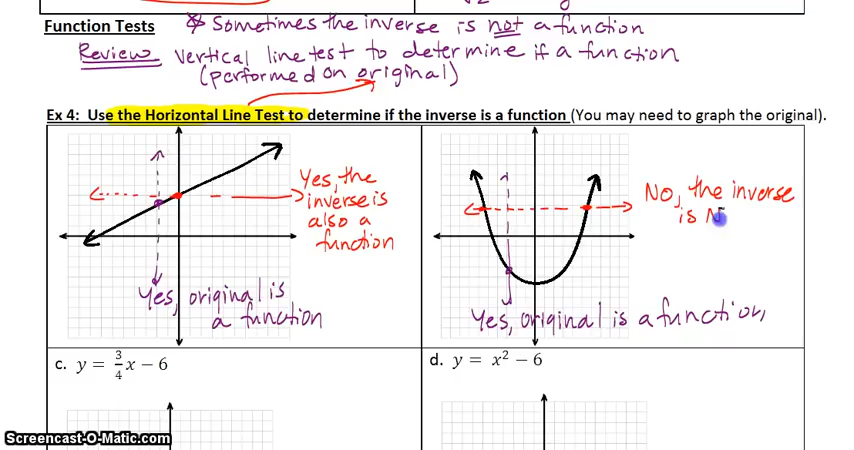 Function Tests
* Sometimes the inverse is not a function
Review vertical line test to determine if a function
(performed on original)
Ex 4: Use the Horizontal Line Test to determine if the inverse is a function (You may need to graph the original).
Yes, the
inverse is
also a
function
Yes, original is
a function
No, the inverse
is N
Yes, original is a function,
c. y = 3/4 x − 6
d. y = x² − 6
Screencast-O-Matic.com